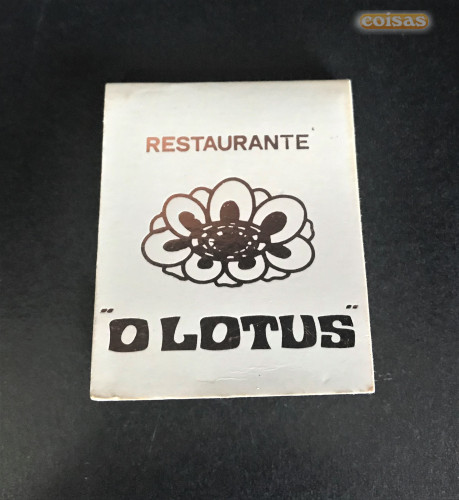 coisas
RESTAURANTE
"O LOTUS"